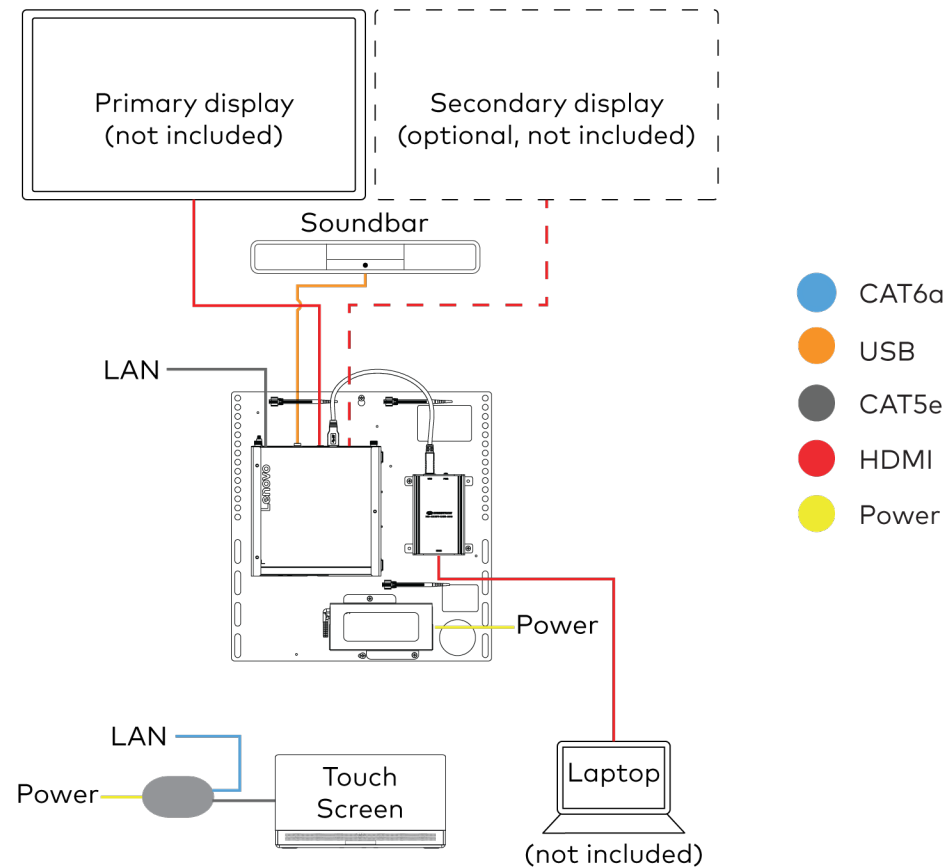 Primary display
(not included)
Secondary display
(optional, not included)
Soundbar
LAN
Lenovo
Power
LAN
Power
Touch
Screen
Laptop
(not included)
CAT6a
USB
CAT5e
HDMI
Power